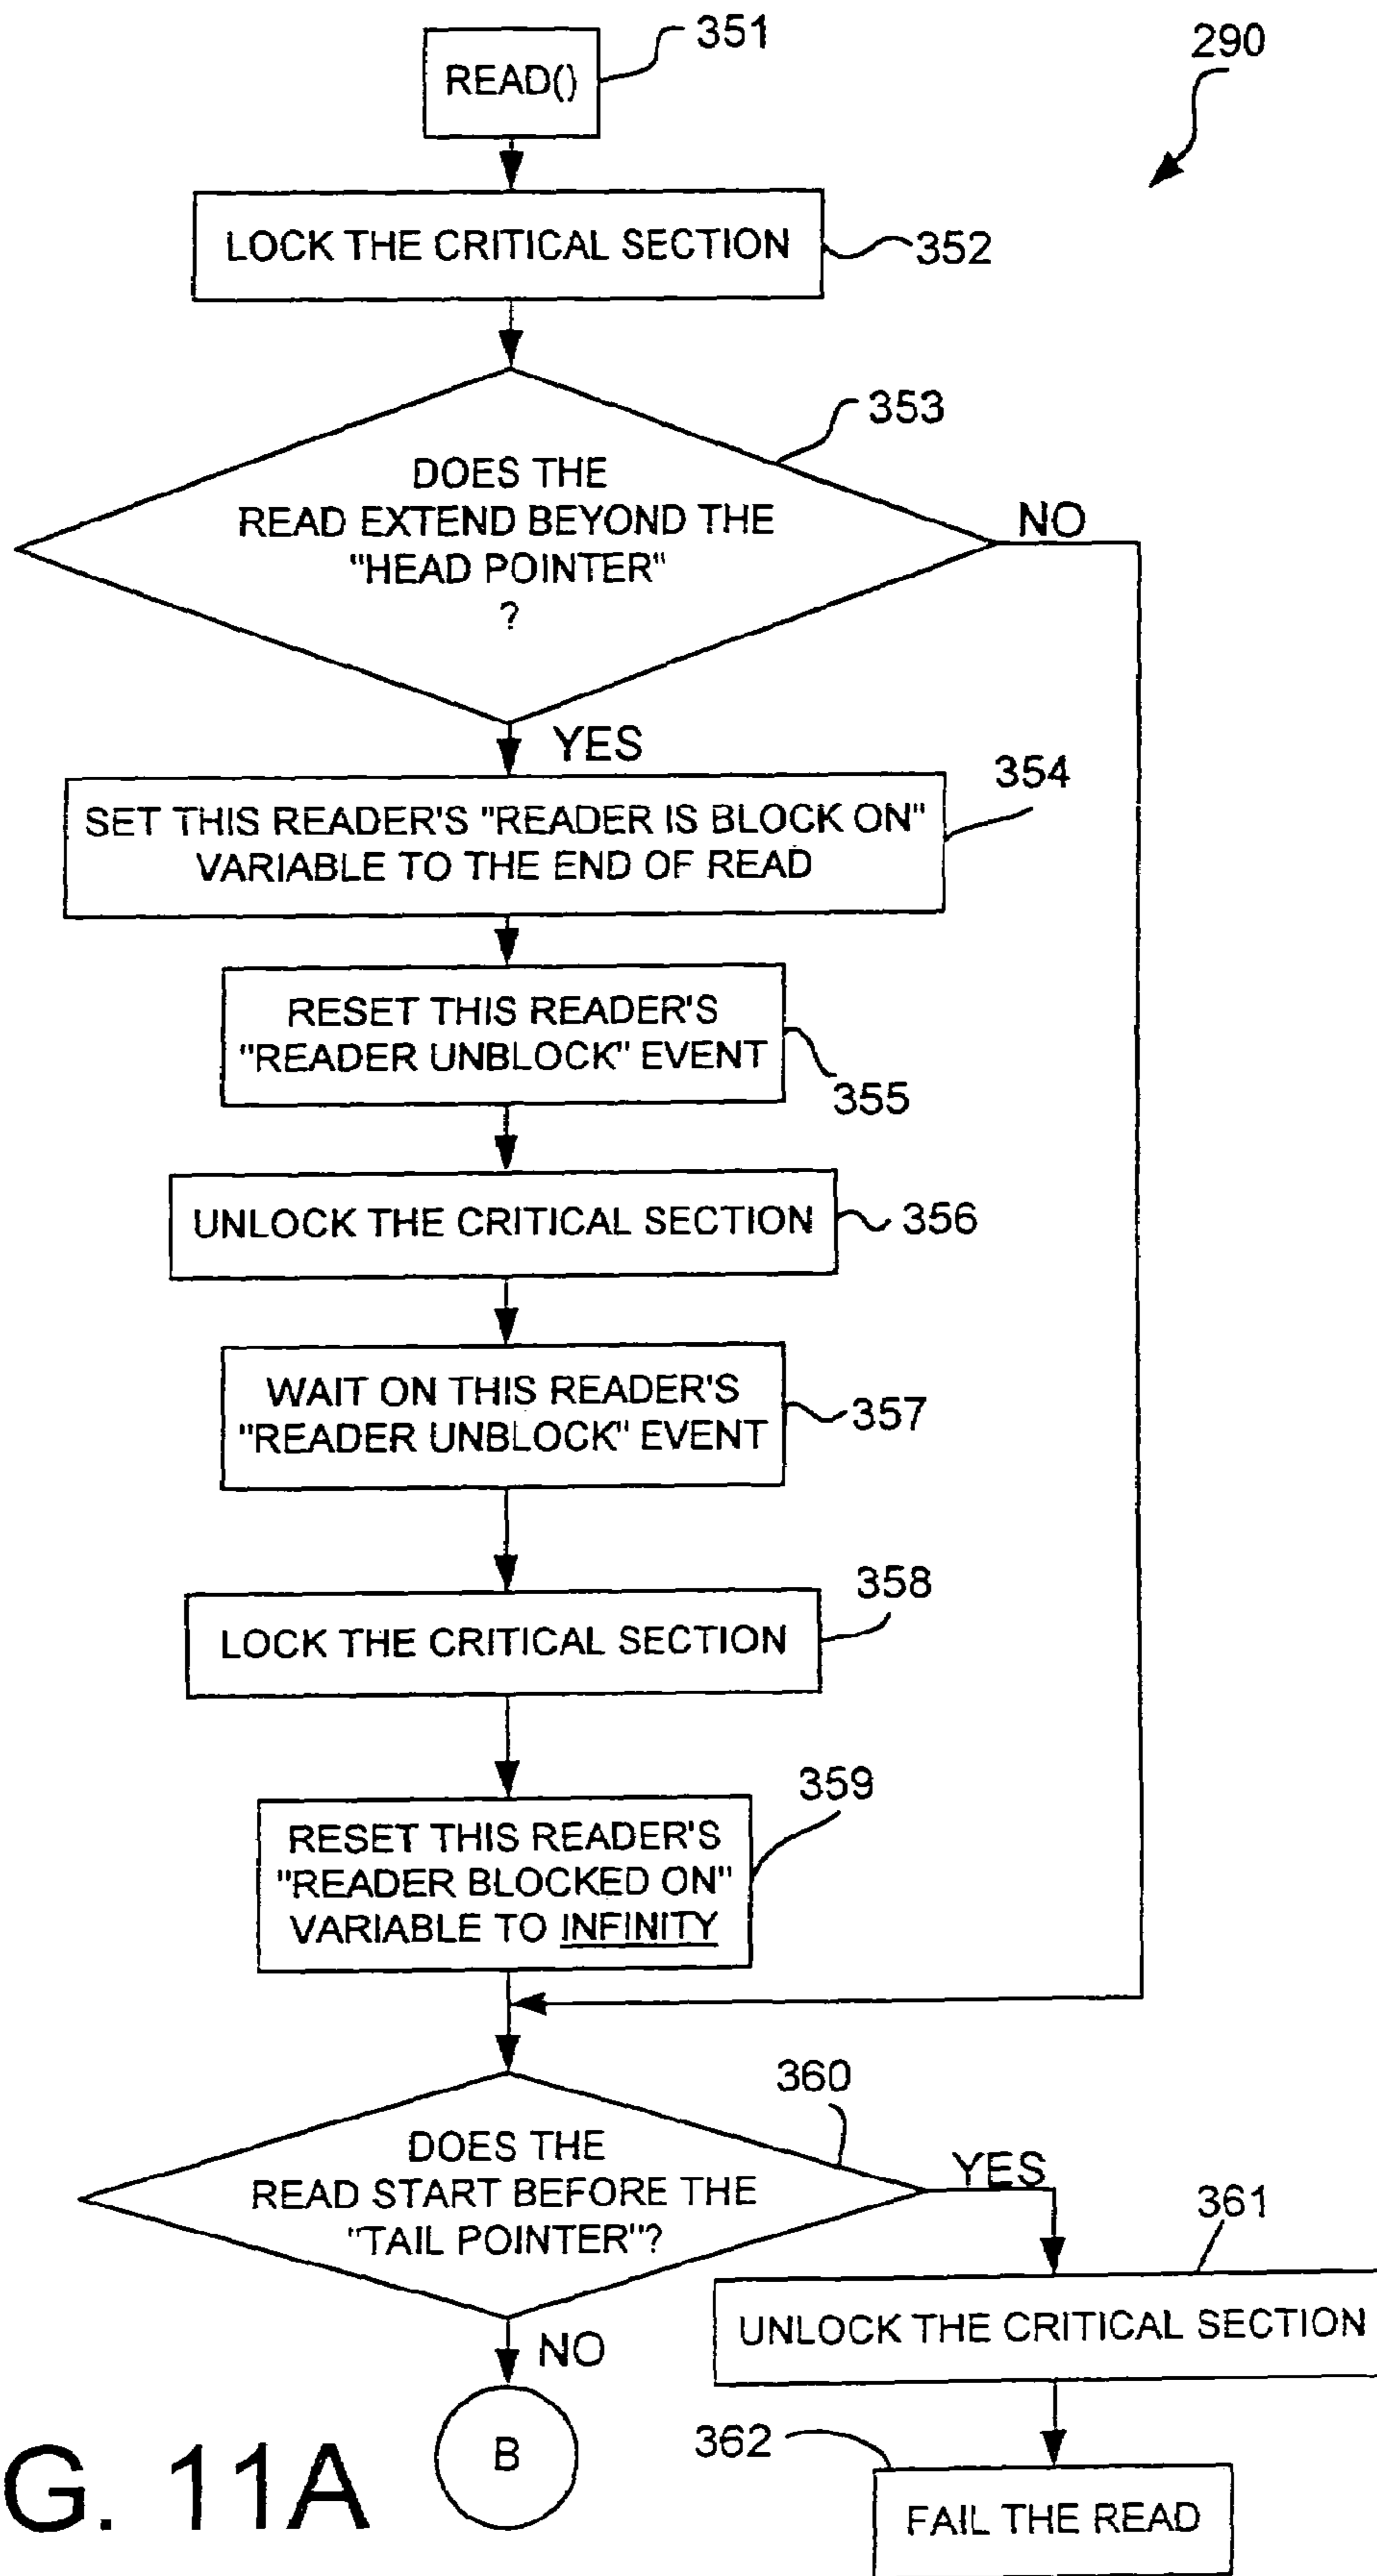 351
290
READ()
LOCK THE CRITICAL SECTION
352
353
DOES THE
READ EXTEND BEYOND THE
"HEAD POINTER"
?
NO
YES
354
SET THIS READER'S "READER IS BLOCK ON"
VARIABLE TO THE END OF READ
RESET THIS READER'S
"READER UNBLOCK" EVENT
355
UNLOCK THE CRITICAL SECTION
356
WAIT ON THIS READER'S
"READER UNBLOCK" EVENT
357
358
LOCK THE CRITICAL SECTION
359
RESET THIS READER'S
"READER BLOCKED ON"
VARIABLE TO INFINITY
360
DOES THE
READ START BEFORE THE
"TAIL POINTER"?
YES
361
UNLOCK THE CRITICAL SECTION
NO
B
362
FAIL THE READ
G. 11A